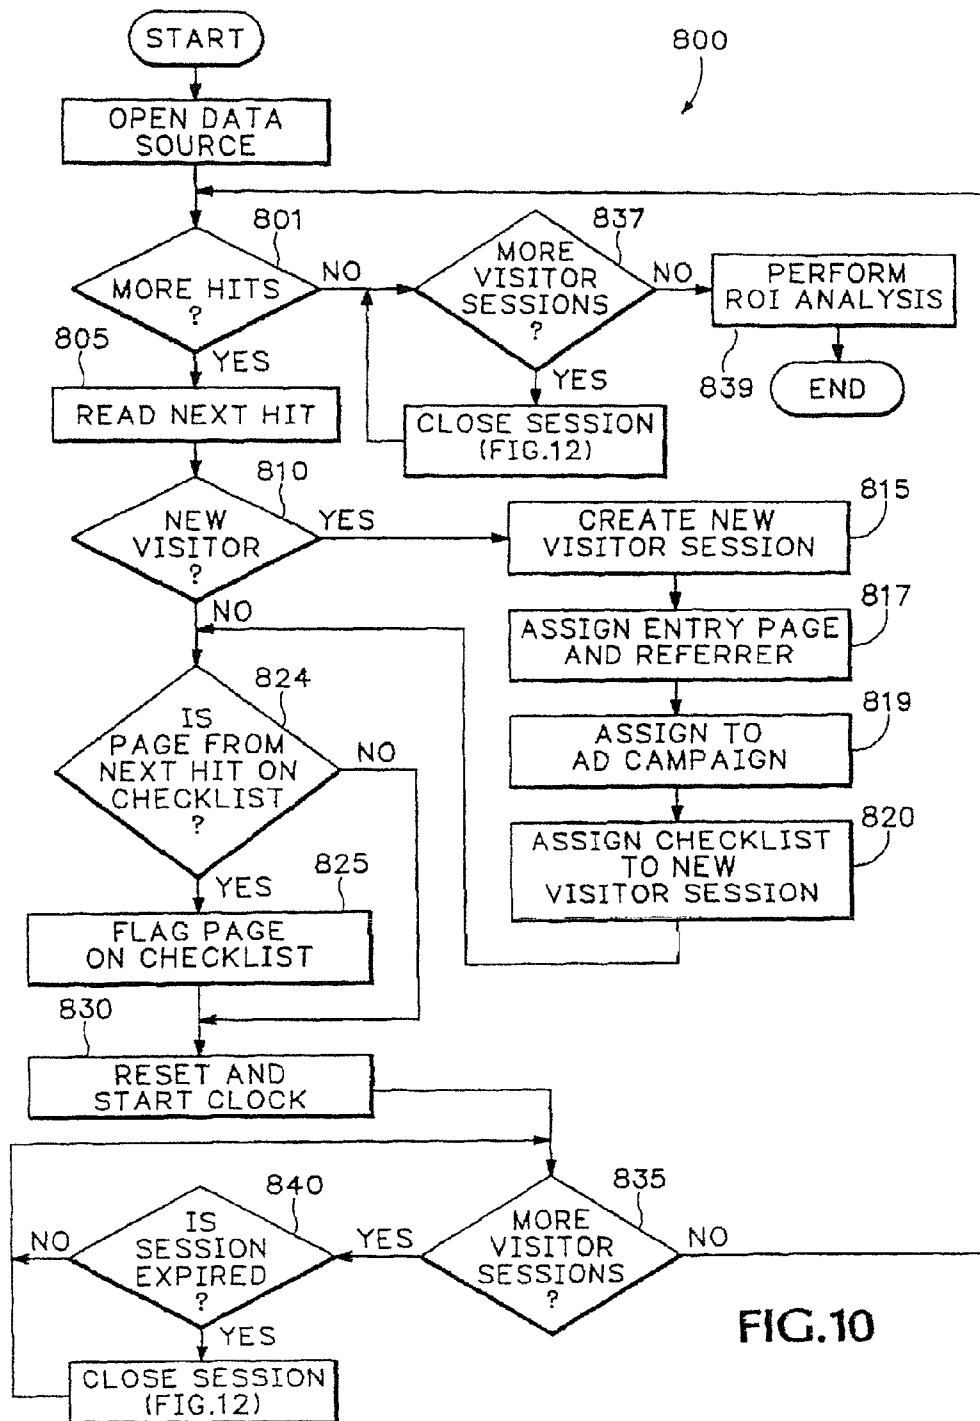 START
800
OPEN DATA
SOURCE
801
MORE HITS
?
NO
YES
837
MORE
VISITOR
SESSIONS
?
NO
YES
PERFORM
ROI ANALYSIS
839
END
CLOSE SESSION
(FIG.12)
805
READ NEXT HIT
810
NEW
VISITOR
?
YES
NO
815
CREATE NEW
VISITOR SESSION
817
ASSIGN ENTRY PAGE
AND REFERRER
819
ASSIGN TO
AD CAMPAIGN
820
ASSIGN CHECKLIST
TO NEW
VISITOR SESSION
824
IS
PAGE FROM
NEXT HIT ON
CHECKLIST
?
NO
YES
825
FLAG PAGE
ON CHECKLIST
830
RESET AND
START CLOCK
835
MORE
VISITOR
SESSIONS
?
NO
YES
840
IS
SESSION
EXPIRED
?
NO
YES
CLOSE SESSION
(FIG.12)
FIG.10